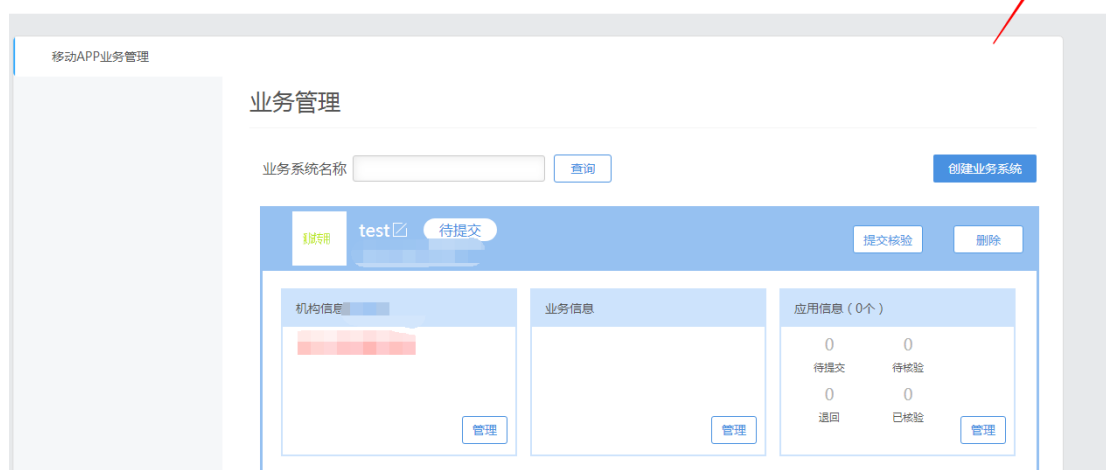 移动APP业务管理
业务管理
业务系统名称 查询 创建业务系统
test 待提交 提交核验 删除
机构信息 业务信息 应用信息（0个）
0 0
待提交 待核验
0 0
退回 已核验
管理 管理 管理